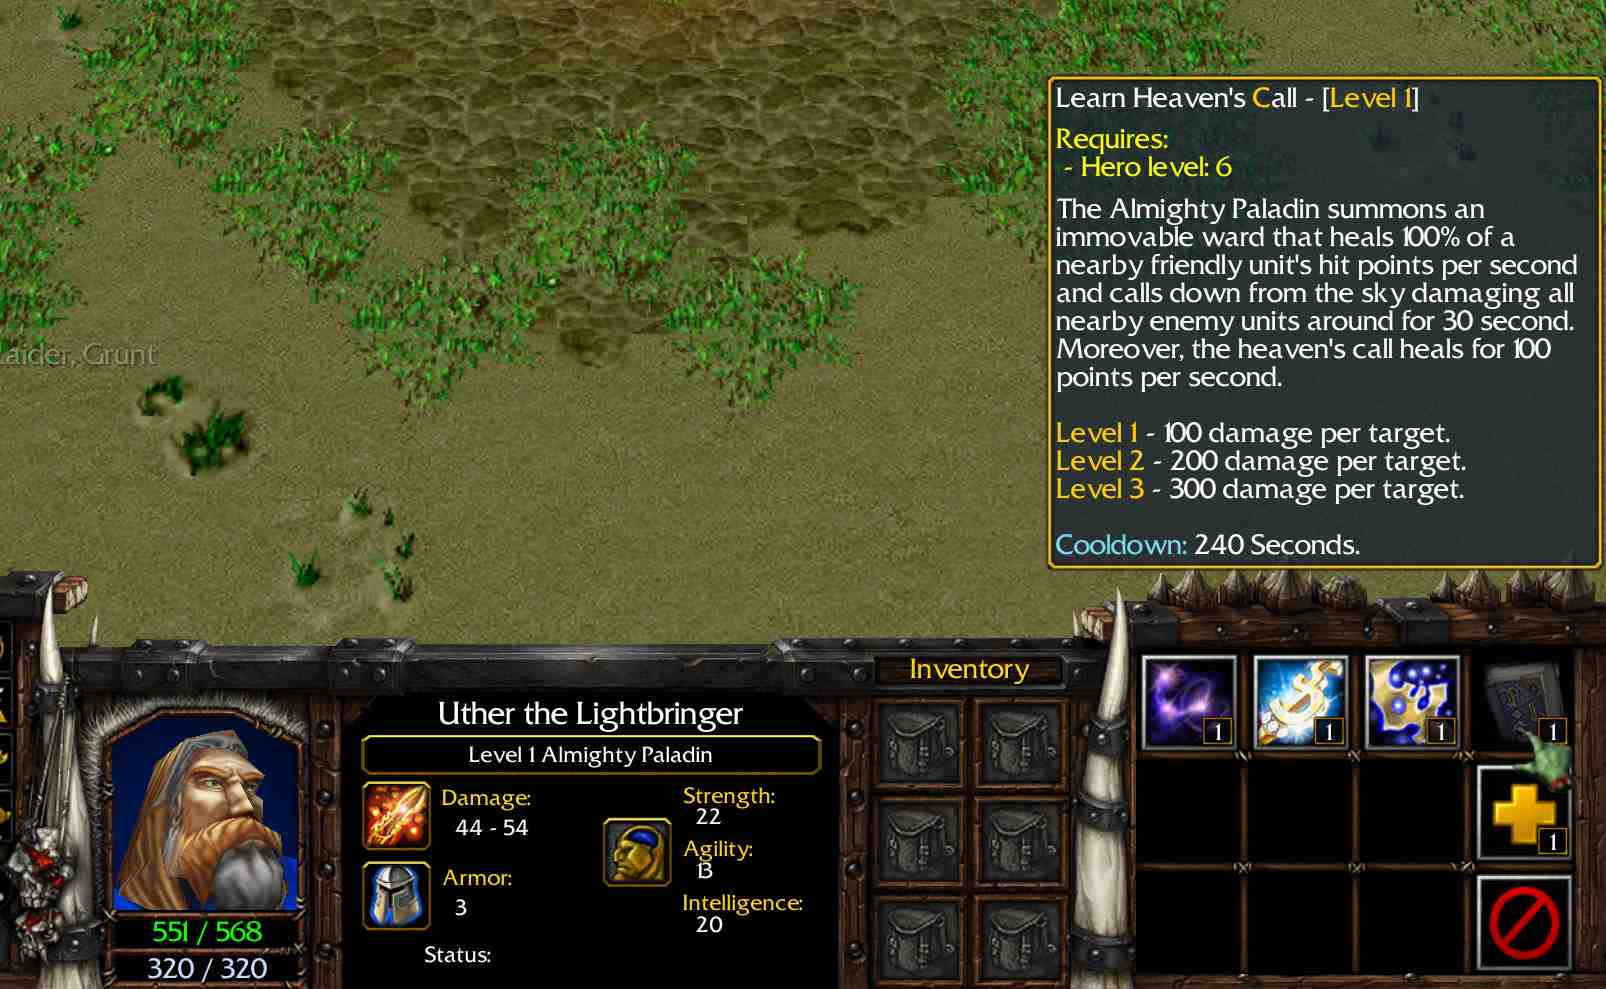 Learn Heaven's Call - [Level 1]
Requires:
- Hero level: 6
The Almighty Paladin summons an
immovable ward that heals 100% of a
nearby friendly unit's hit points per second
and calls down from the sky damaging all
nearby enemy units around for 30 second.
Moreover, the heaven's call heals for 100
points per second.
Level 1 - 100 damage per target.
Level 2 - 200 damage per target.
Level 3 - 300 damage per target.
Cooldown: 240 Seconds.
aider, Grunt
Uther the Lightbringer
Level 1 Almighty Paladin
Damage:
44 - 54
Armor:
3
Strength:
22
Agility:
13
Intelligence:
20
Status:
551 / 568
320 / 320
Inventory
1
1
1
1
1